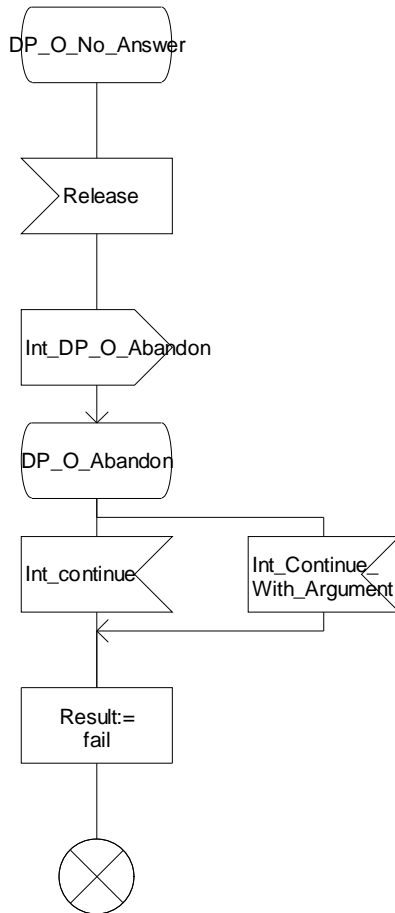 DP_O_No_Answer
Release
Int_DP_O_Abandon
DP_O_Abandon
Int_continue
Int_Continue_
With_Argument
Result:=
fail